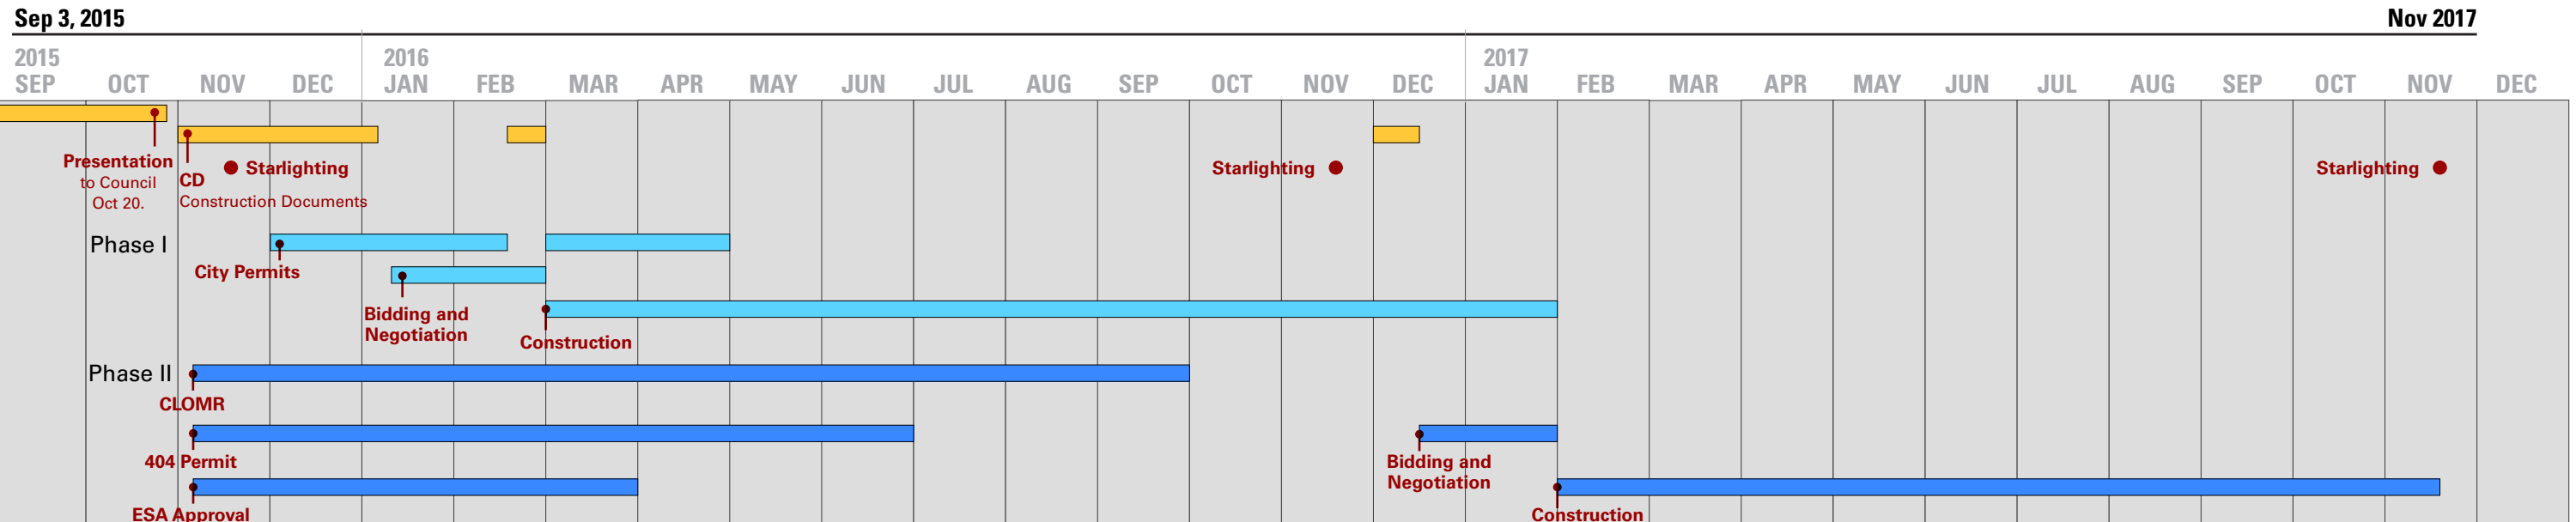 Sep 3, 2015 Nov 2017
2015 2016 2017
SEP OCT NOV DEC JAN FEB MAR APR MAY JUN JUL AUG SEP OCT NOV DEC JAN FEB MAR APR MAY JUN JUL AUG SEP OCT NOV DEC
Presentation
to Council
Oct 20.
CD
Construction Documents
Starlighting
Starlighting
Starlighting
Phase I
City Permits
Bidding and
Negotiation
Construction
Phase II
CLOMR
404 Permit
Bidding and
Negotiation
ESA Approval
Construction